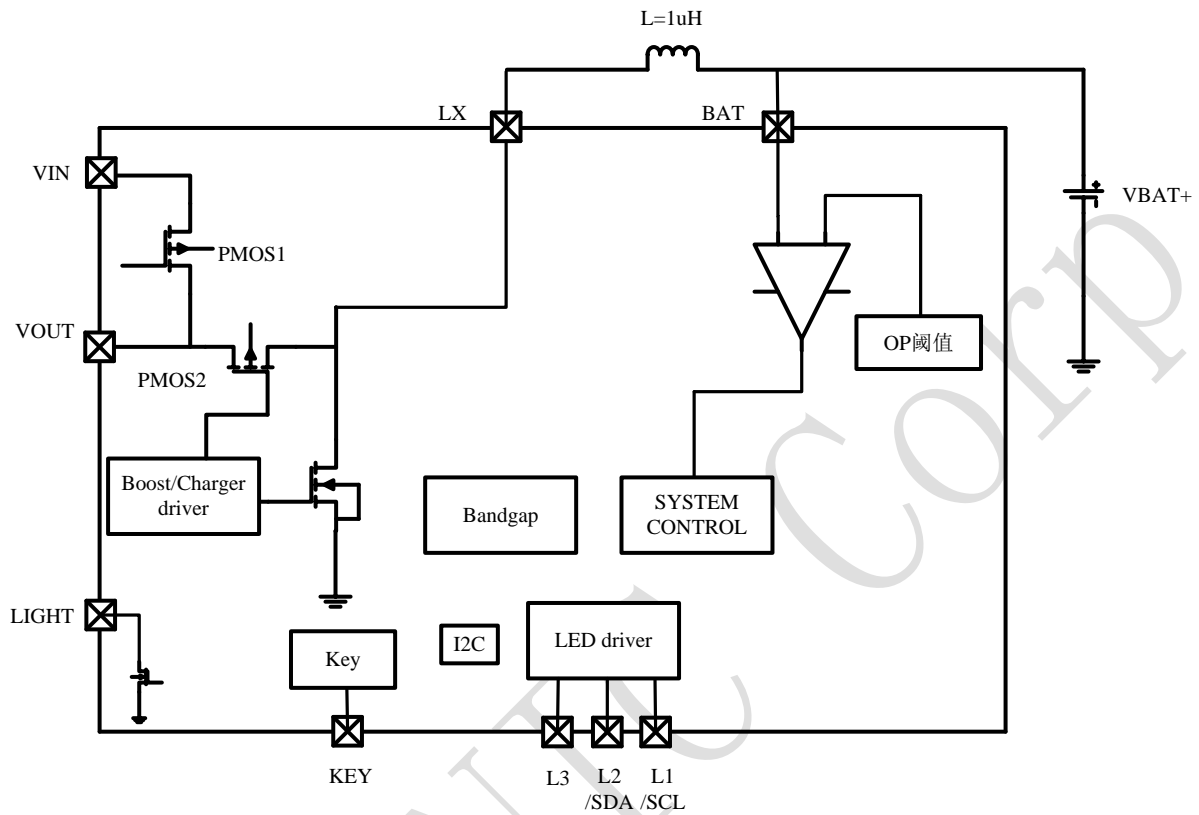 L=1uH
LX
BAT
VIN
VBAT+
PMOS1
VOUT
OP阈值
PMOS2
Boost/Charger
driver
Bandgap
SYSTEM
CONTROL
LIGHT
Key
I2C
LED driver
KEY
L3
L2
/SDA
L1
/SCL
Corp